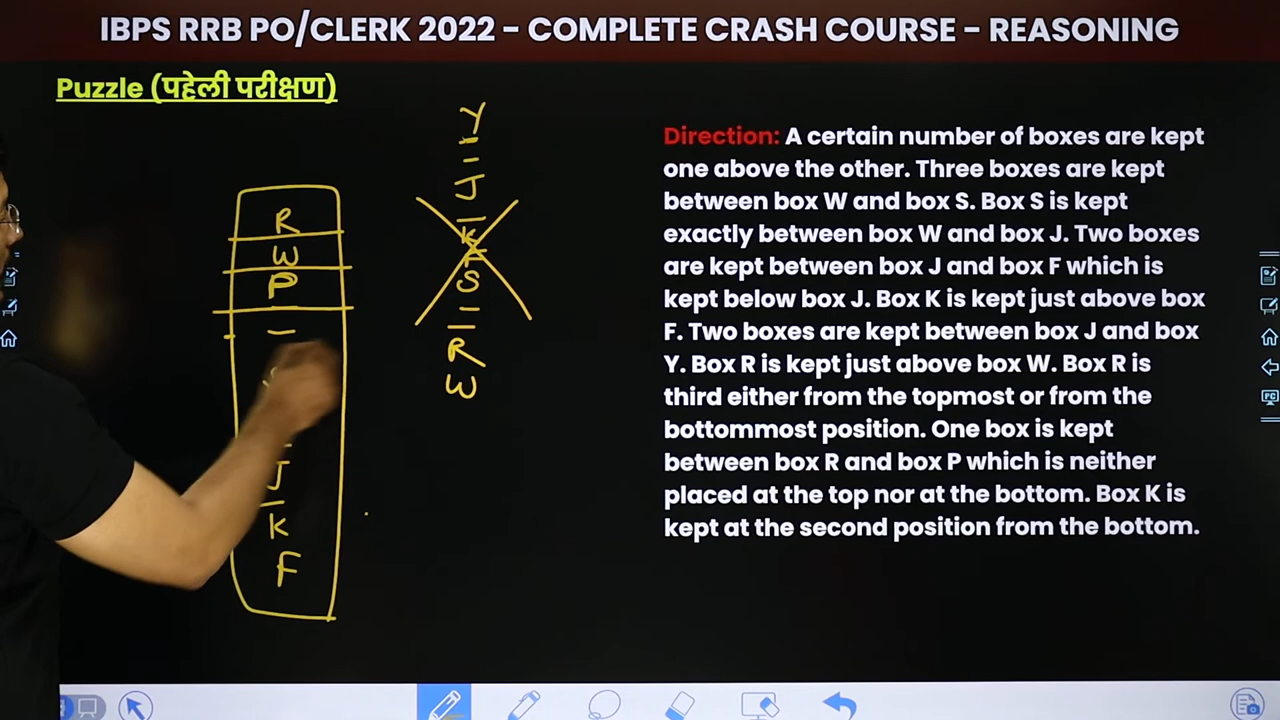 IBPS RRB PO/CLERK 2022 - COMPLETE CRASH COURSE - REASONING
Puzzle (पहेली परीक्षण)
R
W
P
J
K
F
Y
J
K
F
S
R
W
Direction: A certain number of boxes are kept
one above the other. Three boxes are kept
between box W and box S. Box S is kept
exactly between box W and box J. Two boxes
are kept between box J and box F which is
kept below box J. Box K is kept just above box
F. Two boxes are kept between box J and box
Y. Box R is kept just above box W. Box R is
third either from the topmost or from the
bottommost position. One box is kept
between box R and box P which is neither
placed at the top nor at the bottom. Box K is
kept at the second position from the bottom.